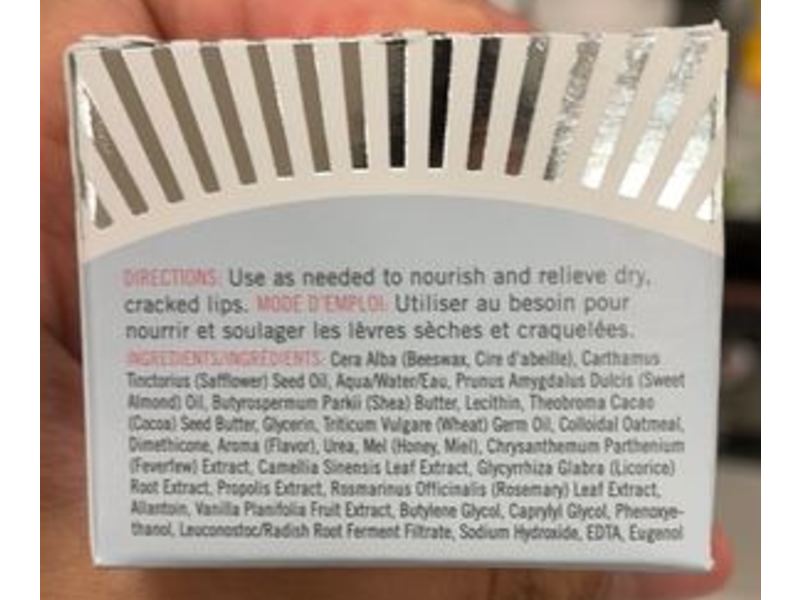 DIRECTIONS: Use as needed to nourish and relieve dry,
cracked lips. MODE D'EMPLOI: Utiliser au besoin pour
nourrir et soulager les lèvres sèches et craquelées.
INGREDIENTS/INGRÉDIENTS: Cera Alba (Beeswax, Cire d'abeille), Carthamus
Tinctorius (Safflower) Seed Oil, Aqua/Water/Eau, Prunus Amygdalus Dulcis (Sweet
Almond) Oil, Butyrospermum Parkii (Shea) Butter, Lecithin, Theobroma Cacao
(Cocoa) Seed Butter, Glycerin, Triticum Vulgare (Wheat) Germ Oil, Colloidal Oatmeal,
Dimethicone, Aroma (Flavor), Urea, Mel (Honey, Miel), Chrysanthemum Parthenium
(Feverfew) Extract, Camellia Sinensis Leaf Extract, Glycyrrhiza Glabra (Licorice)
Root Extract, Propolis Extract, Rosmarinus Officinalis (Rosemary) Leaf Extract,
Allantoin, Vanilla Planifolia Fruit Extract, Butylene Glycol, Caprylyl Glycol, Phenoxye-
thanol, Leuconostoc/Radish Root Ferment Filtrate, Sodium Hydroxide, EDTA, Eugenol